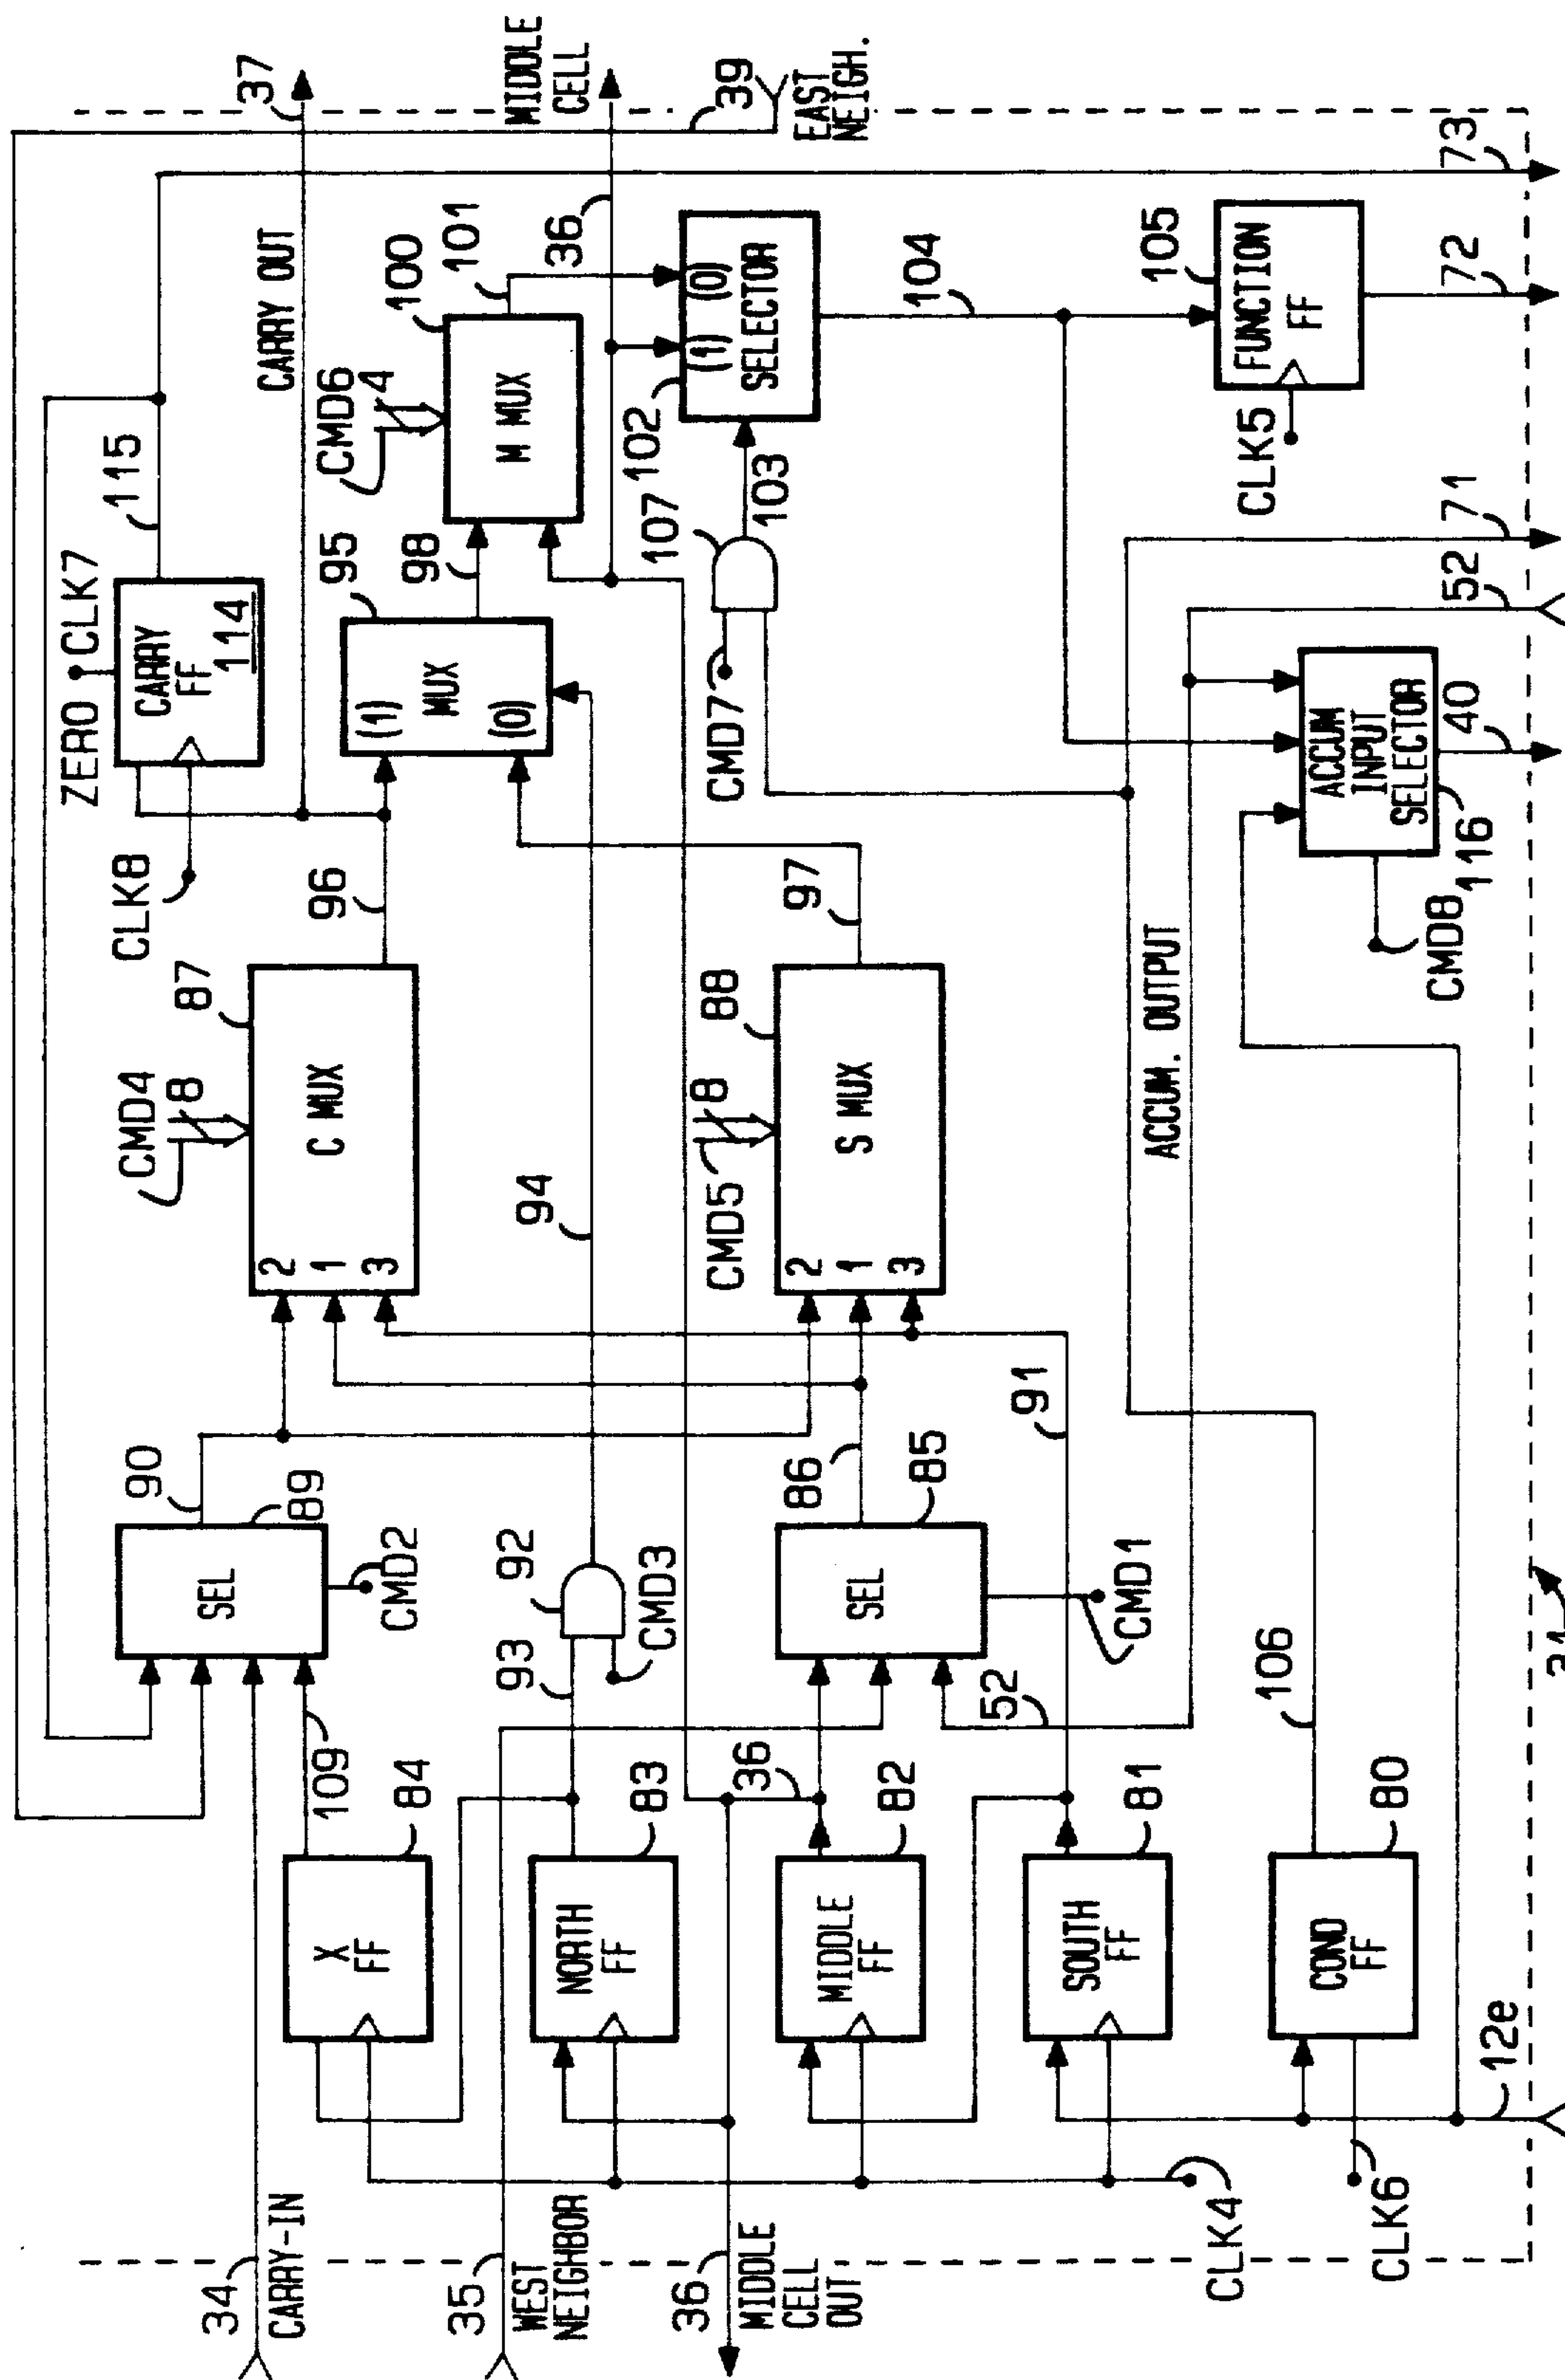 34
CARRY-IN
35
WEST
NEIGHBOR
36
MIDDLE
CELL
OUT
CLK4
CLK6
12e
X
FF
84
109
NORTH
FF
83
93
MIDDLE
FF
82
36
SOUTH
FF
81
52
COND
FF
80
106
SEL
89
90
CMD2
92
CMD3
SEL
85
86
CMD1
91
94
CMD4
8
87
2
1
3
C MUX
96
CMD5
8
88
2
1
3
S MUX
97
ACCUM. OUTPUT
CLK8
ZERO
CLK7
CARRY
FF
114
115
95
(1)
MUX
(0)
98
CMD6
4
100
M MUX
101
CARRY OUT
37
MIDDLE
CELL
36
39
EAST
NEIGH.
CMD7
107
103
102
(1)
(0)
SELECTOR
104
105
FUNCTION
FF
CLK5
ACCUM
INPUT
SELECTOR
116
CMD8
40
52
71
72
73